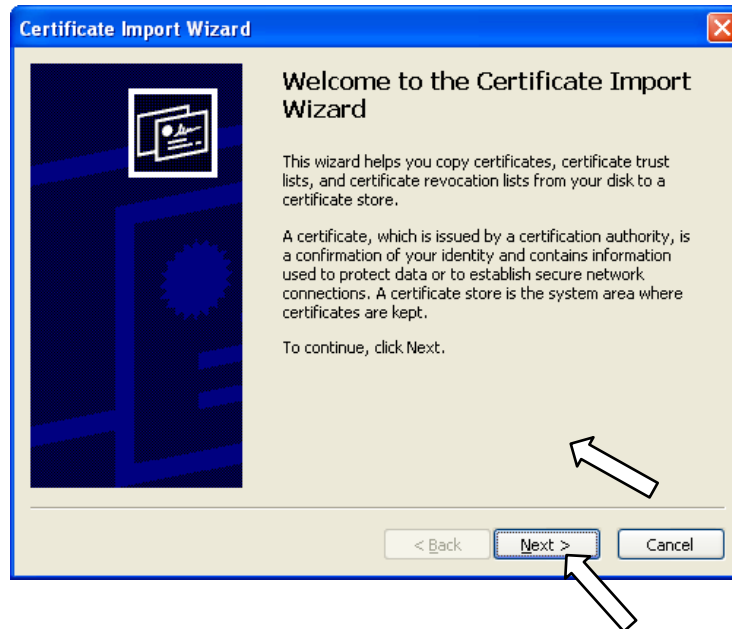 Certificate Import Wizard
Welcome to the Certificate Import
Wizard
This wizard helps you copy certificates, certificate trust
lists, and certificate revocation lists from your disk to a
certificate store.
A certificate, which is issued by a certification authority, is
a confirmation of your identity and contains information
used to protect data or to establish secure network
connections. A certificate store is the system area where
certificates are kept.
To continue, click Next.
< Back Next > Cancel